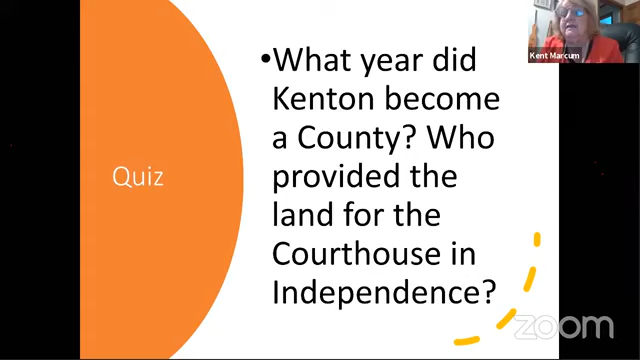 Quiz
•What year did
Kenton become
a County? Who
provided the
land for the
Courthouse in
Independence?
Kent Marcum
zoom